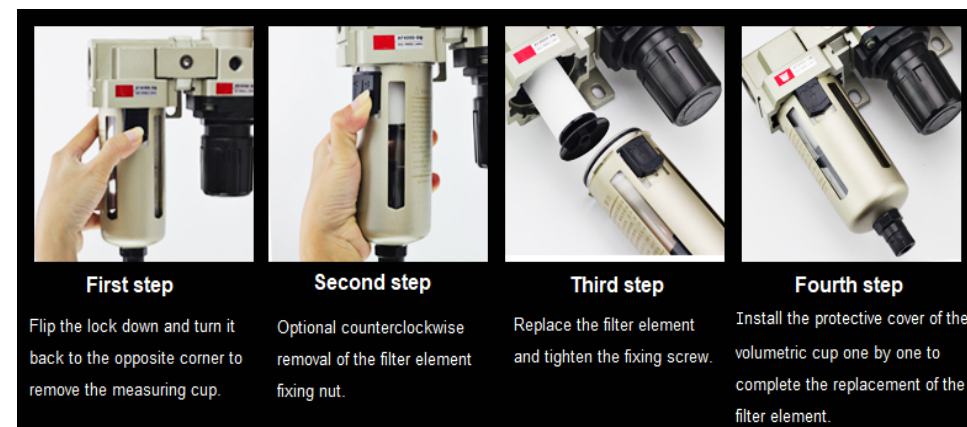 First step
Flip the lock down and turn it
back to the opposite corner to
remove the measuring cup.
Second step
Optional counterclockwise
removal of the filter element
fixing nut.
Third step
Replace the filter element
and tighten the fixing screw.
Fourth step
Install the protective cover of the
volumetric cup one by one to
complete the replacement of the
filter element.